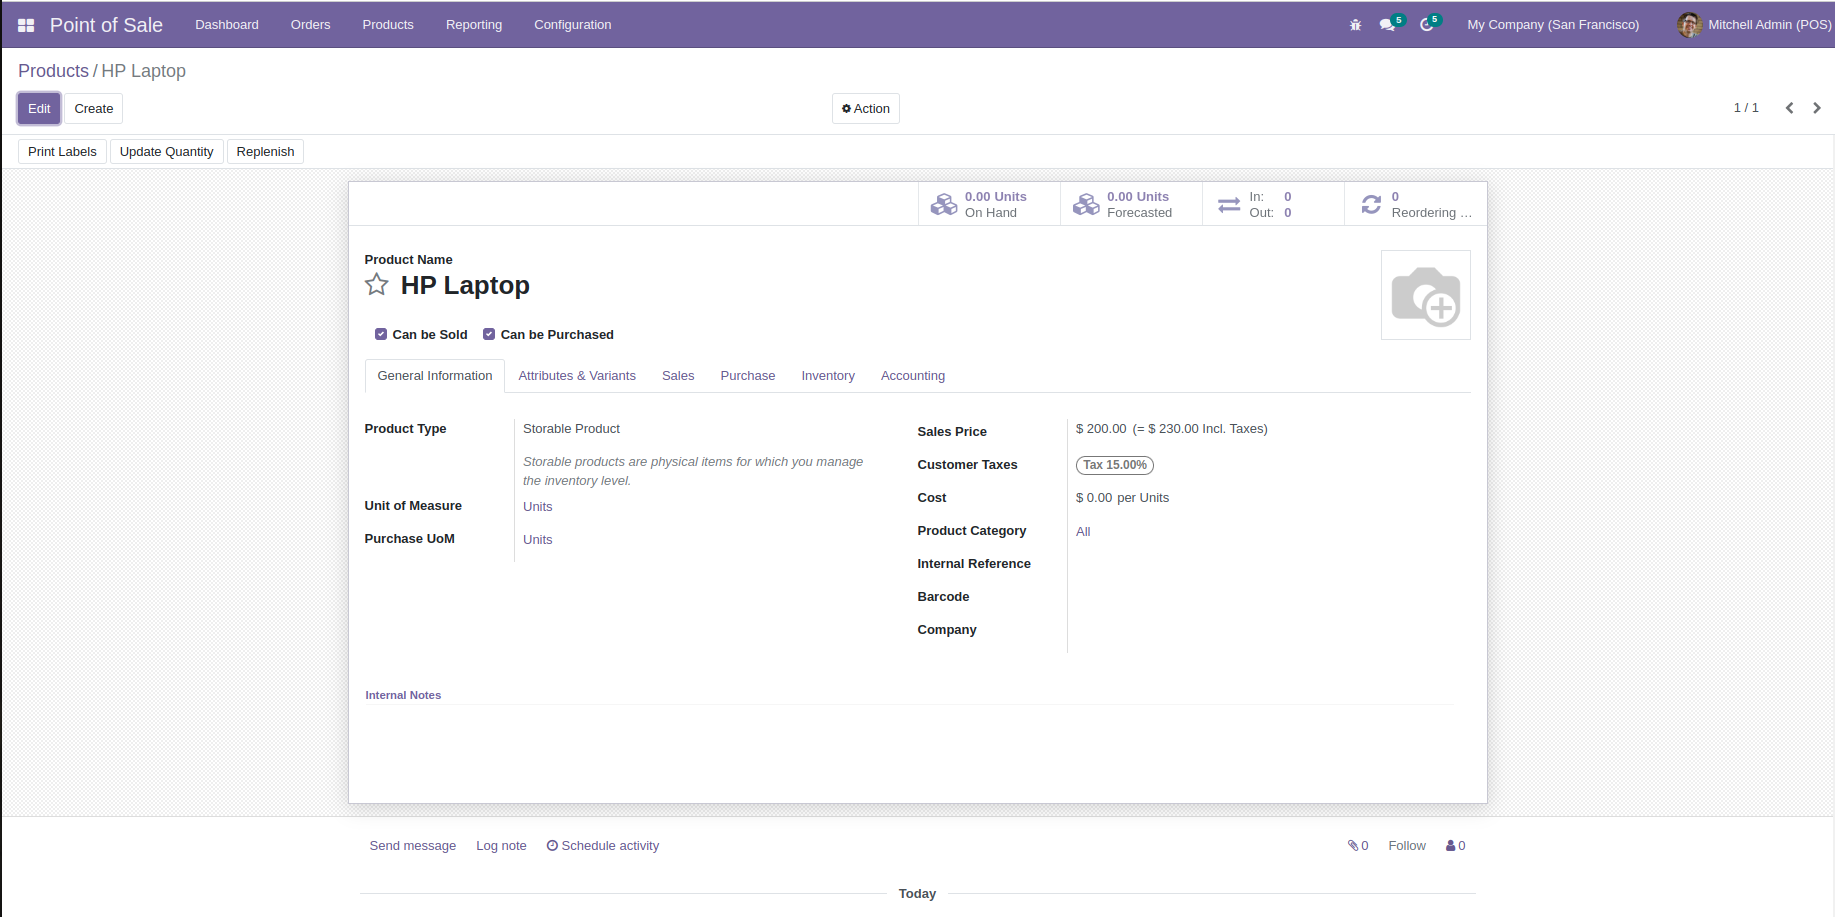 Point of Sale Dashboard Orders Products Reporting Configuration 5 5 My Company (San Francisco) Mitchell Admin (POS)
Products / HP Laptop
Edit Create Action 1 / 1
Print Labels Update Quantity Replenish
0.00 Units
On Hand
0.00 Units
Forecasted
In: 0
Out: 0
0
Reordering ...
Product Name
HP Laptop
Can be Sold Can be Purchased
General Information Attributes & Variants Sales Purchase Inventory Accounting
Product Type Storable Product
Storable products are physical items for which you manage
the inventory level.
Unit of Measure Units
Purchase UoM Units
Sales Price $ 200.00 (= $ 230.00 Incl. Taxes)
Customer Taxes Tax 15.00%
Cost $ 0.00 per Units
Product Category All
Internal Reference
Barcode
Company
Internal Notes
Send message Log note Schedule activity 0 Follow 0
Today